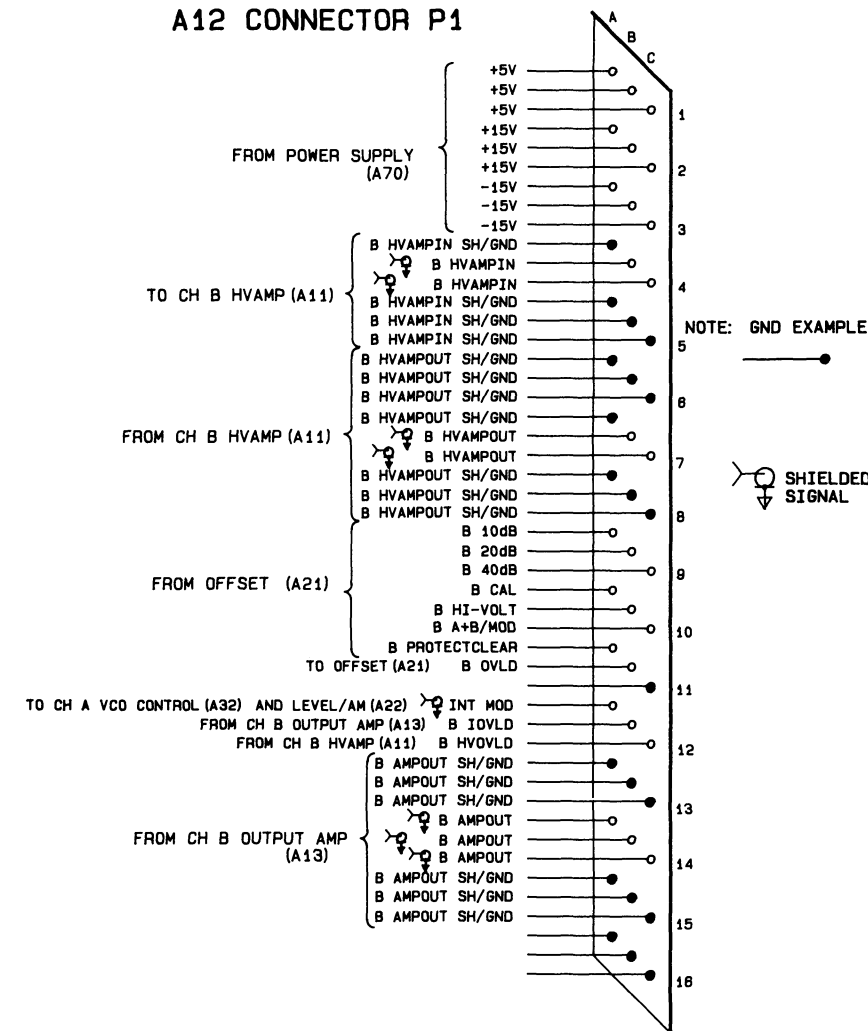 A12 CONNECTOR P1
A
B
C
+5V
+5V
+5V
1
+15V
+15V
+15V
2
FROM POWER SUPPLY
(A70)
-15V
-15V
-15V
3
B HVAMPIN SH/GND
B HVAMPIN
B HVAMPIN
4
TO CH B HVAMP (A11)
B HVAMPIN SH/GND
B HVAMPIN SH/GND
B HVAMPIN SH/GND
5
NOTE: GND EXAMPLE
B HVAMPOUT SH/GND
B HVAMPOUT SH/GND
B HVAMPOUT SH/GND
6
B HVAMPOUT SH/GND
FROM CH B HVAMP (A11)
B HVAMPOUT
B HVAMPOUT
7
B HVAMPOUT SH/GND
B HVAMPOUT SH/GND
B HVAMPOUT SH/GND
8
SHIELDED
SIGNAL
B 10dB
B 20dB
B 40dB
9
FROM OFFSET (A21)
B CAL
B HI-VOLT
B A+B/MOD
10
B PROTECTCLEAR
TO OFFSET (A21) B OVLD
11
TO CH A VCO CONTROL (A32) AND LEVEL/AM (A22) INT MOD
FROM CH B OUTPUT AMP (A13) B IOVLD
FROM CH B HVAMP (A11) B HVOVLD
12
B AMPOUT SH/GND
B AMPOUT SH/GND
B AMPOUT SH/GND
13
B AMPOUT
B AMPOUT
B AMPOUT
14
FROM CH B OUTPUT AMP
(A13)
B AMPOUT SH/GND
B AMPOUT SH/GND
B AMPOUT SH/GND
15
16